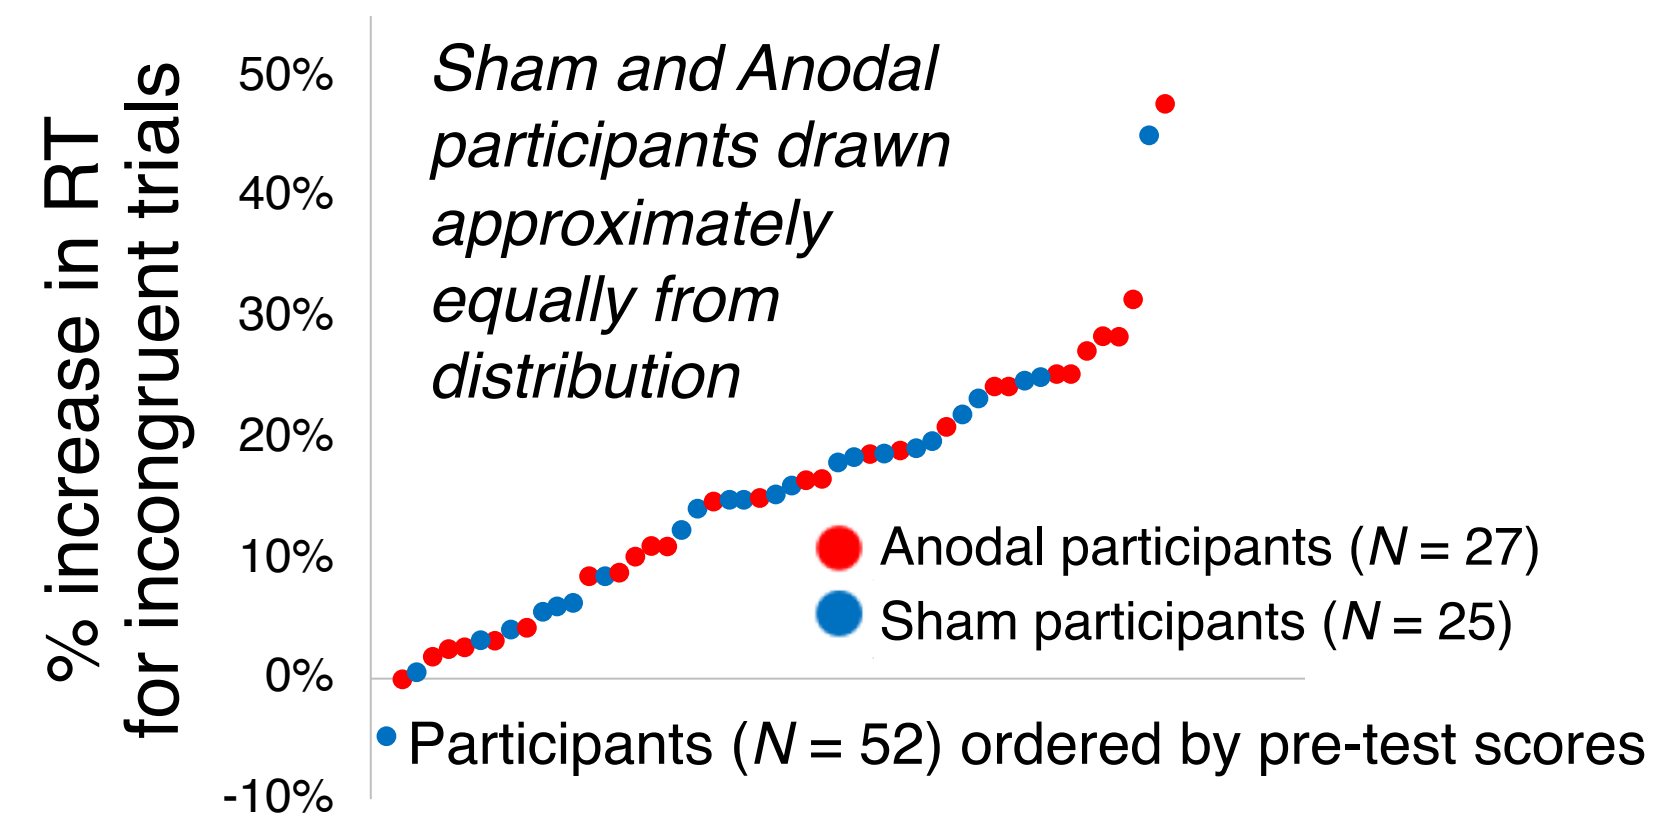 % increase in RT
for incongruent trials
50%
40%
30%
20%
10%
0%
-10%
Sham and Anodal
participants drawn
approximately
equally from
distribution
Anodal participants (N = 27)
Sham participants (N = 25)
Participants (N = 52) ordered by pre-test scores